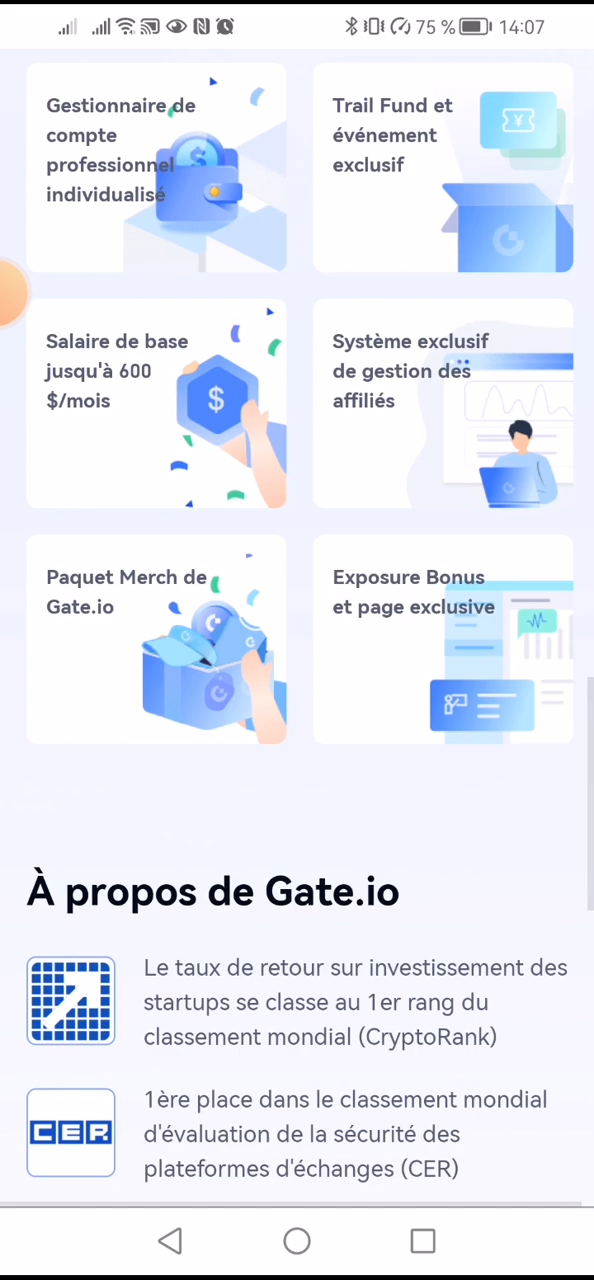 75 % 14:07
Gestionnaire de
compte
professionnel
individualisé
Trail Fund et
événement
exclusif
Salaire de base
jusqu'à 600
$/mois
Système exclusif
de gestion des
affiliés
Paquet Merch de
Gate.io
Exposure Bonus
et page exclusive
À propos de Gate.io
Le taux de retour sur investissement des
startups se classe au 1er rang du
classement mondial (CryptoRank)
CER
1ère place dans le classement mondial
d'évaluation de la sécurité des
plateformes d'échanges (CER)